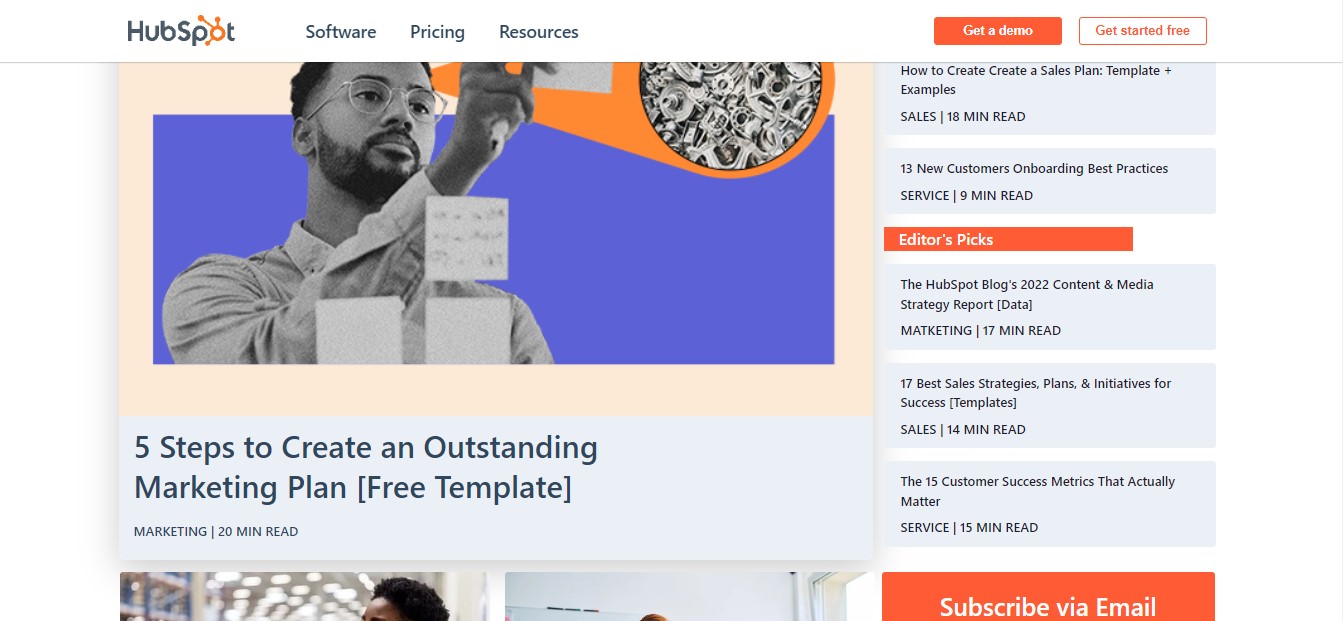 HubSpot
Software
Pricing
Resources
Get a demo
Get started free
5 Steps to Create an Outstanding
Marketing Plan [Free Template]
MARKETING | 20 MIN READ
How to Create Create a Sales Plan: Template +
Examples
SALES | 18 MIN READ
13 New Customers Onboarding Best Practices
SERVICE | 9 MIN READ
Editor's Picks
The HubSpot Blog's 2022 Content & Media
Strategy Report [Data]
MATKETING | 17 MIN READ
17 Best Sales Strategies, Plans, & Initiatives for
Success [Templates]
SALES | 14 MIN READ
The 15 Customer Success Metrics That Actually
Matter
SERVICE | 15 MIN READ
Subscribe via Email